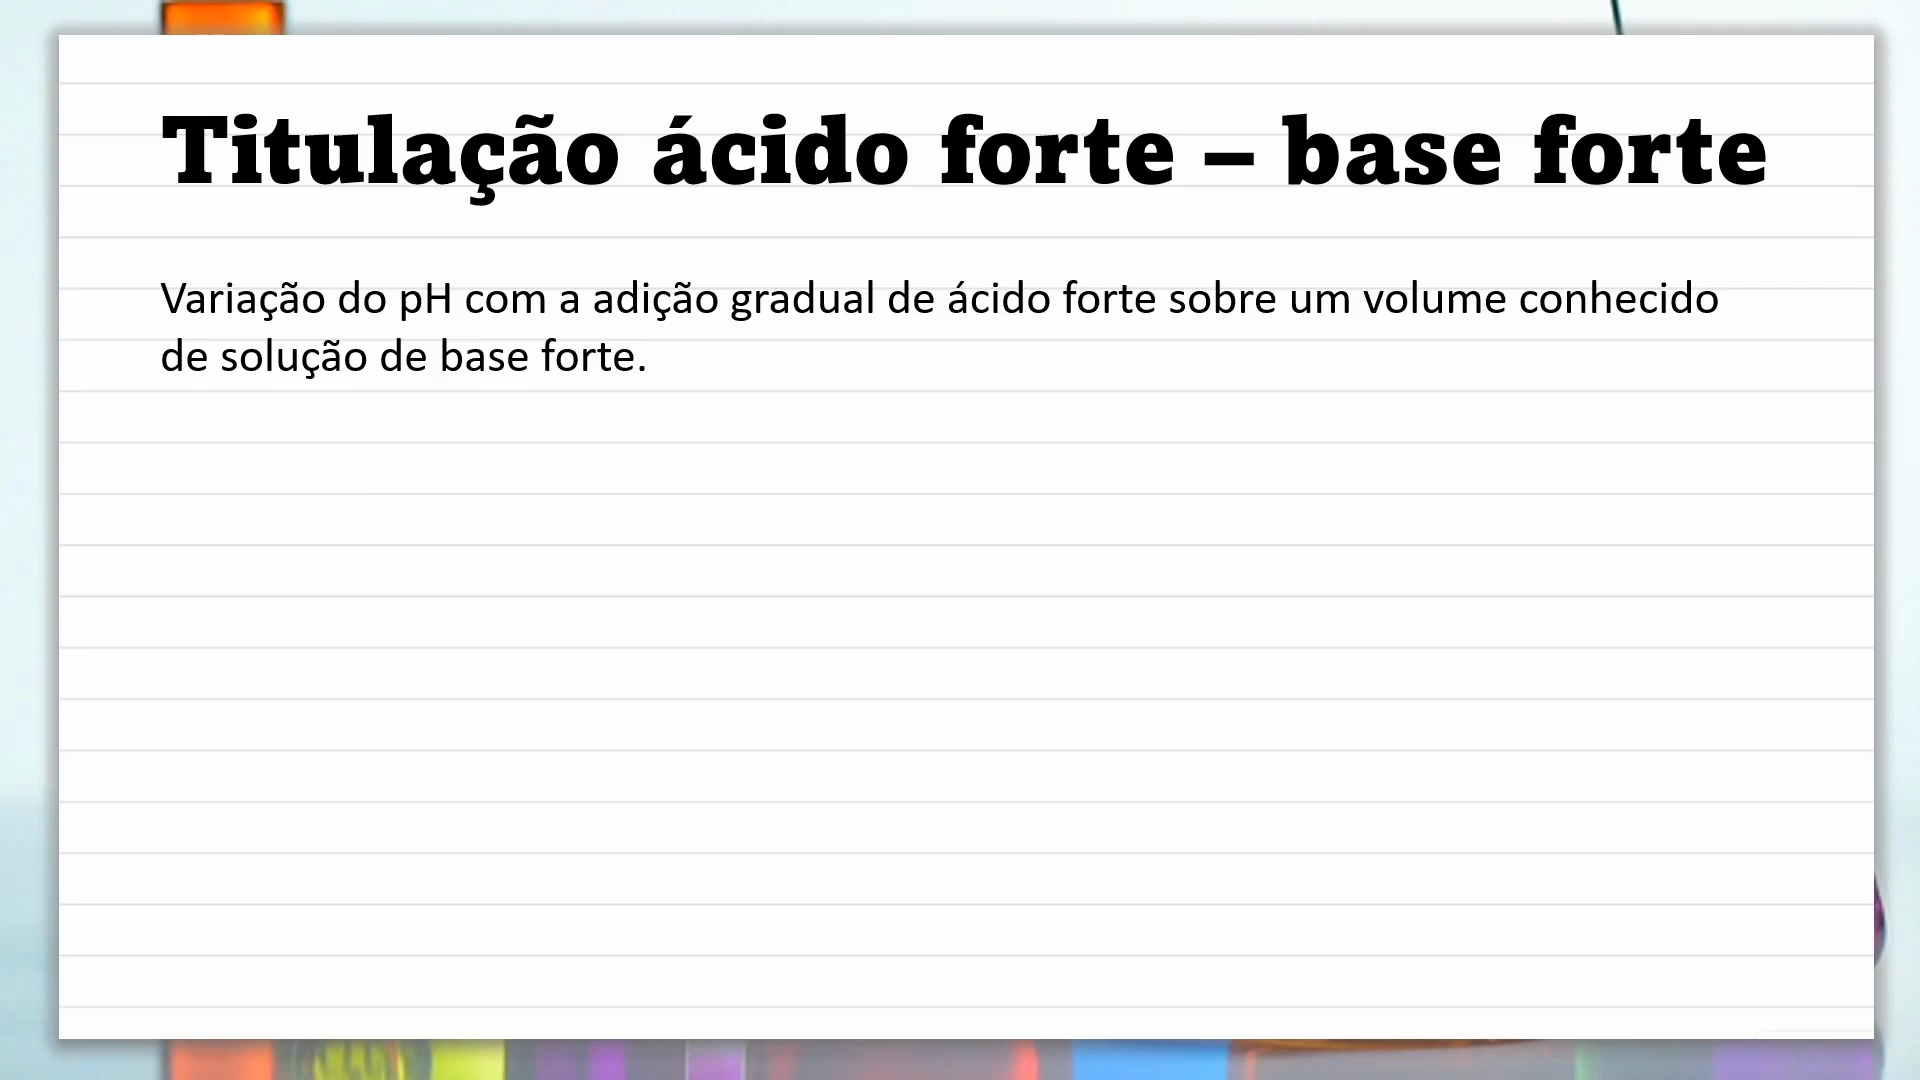 Titulação ácido forte – base forte
Variação do pH com a adição gradual de ácido forte sobre um volume conhecido
de solução de base forte.